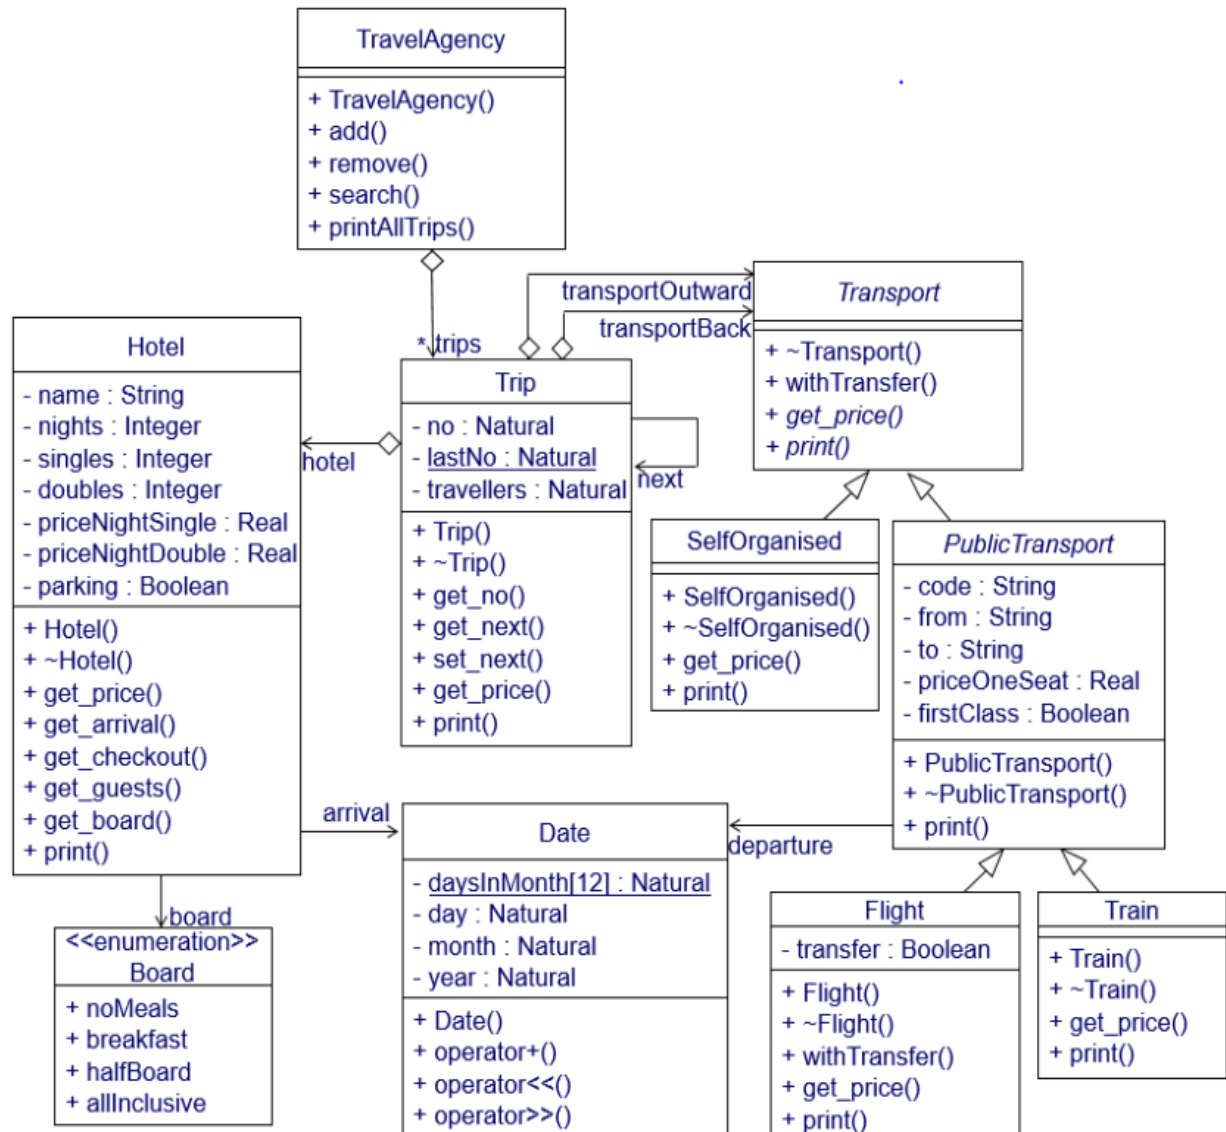 TravelAgency
+ TravelAgency()
+ add()
+ remove()
+ search()
+ printAllTrips()
transportOutward
transportBack
* trips
Transport
+ ~Transport()
+ withTransfer()
+ get_price()
+ print()
Hotel
- name : String
- nights : Integer
- singles : Integer
- doubles : Integer
- priceNightSingle : Real
- priceNightDouble : Real
- parking : Boolean
+ Hotel()
+ ~Hotel()
+ get_price()
+ get_arrival()
+ get_checkout()
+ get_guests()
+ get_board()
+ print()
hotel
Trip
- no : Natural
- lastNo : Natural
- travellers : Natural
+ Trip()
+ ~Trip()
+ get_no()
+ get_next()
+ set_next()
+ get_price()
+ print()
next
SelfOrganised
+ SelfOrganised()
+ ~SelfOrganised()
+ get_price()
+ print()
PublicTransport
- code : String
- from : String
- to : String
- priceOneSeat : Real
- firstClass : Boolean
+ PublicTransport()
+ ~PublicTransport()
+ print()
arrival
departure
board
<<enumeration>>
Board
+ noMeals
+ breakfast
+ halfBoard
+ allInclusive
Date
- daysInMonth[12] : Natural
- day : Natural
- month : Natural
- year : Natural
+ Date()
+ operator+()
+ operator<<()
+ operator>>()
Flight
- transfer : Boolean
+ Flight()
+ ~Flight()
+ withTransfer()
+ get_price()
+ print()
Train
+ Train()
+ ~Train()
+ get_price()
+ print()